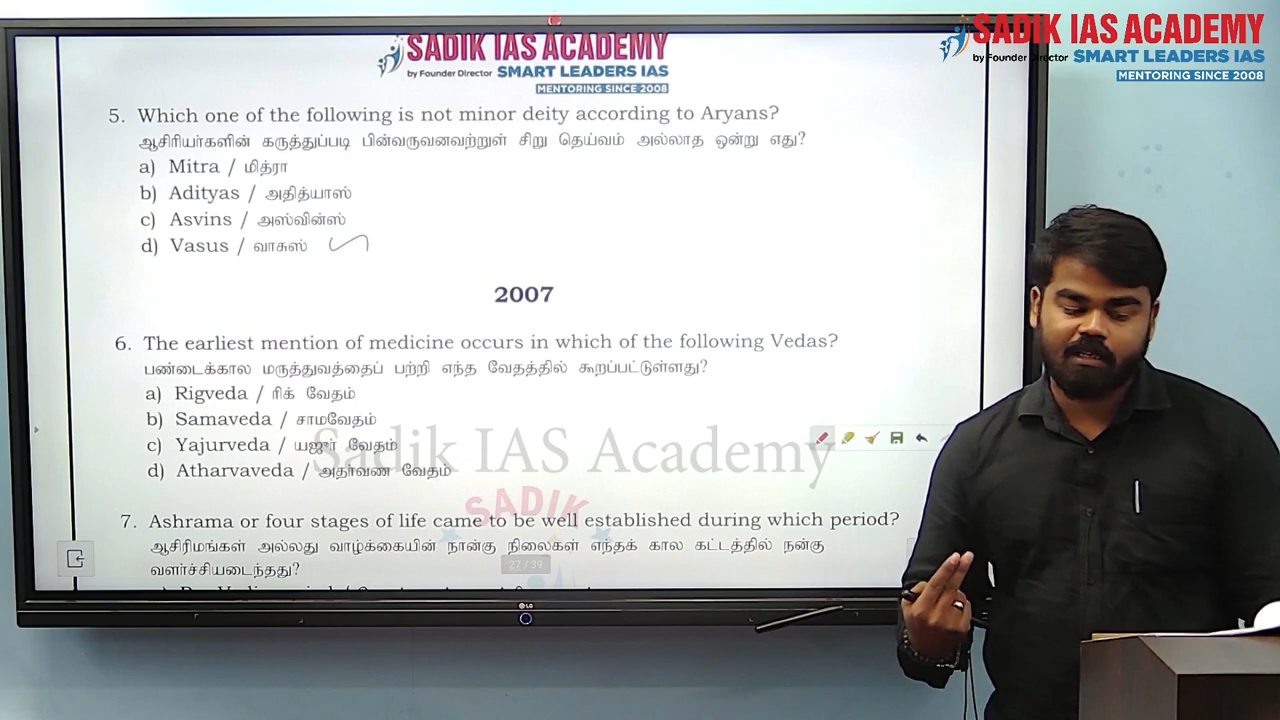 SADIK IAS ACADEMY
by Founder Director SMART LEADERS IAS
MENTORING SINCE 2008
SADIK IAS ACADEMY
by Founder Director SMART LEADERS IAS
MENTORING SINCE 2008
5. Which one of the following is not minor deity according to Aryans?
ஆசிரியர்களின் கருத்துப்படி பின்வருவனவற்றுள் சிறு தெய்வம் அல்லாத ஒன்று எது?
a) Mitra / மித்ரா
b) Adityas / அதித்யாஸ்
c) Asvins / அஸ்வின்ஸ்
d) Vasus / வாசுஸ்
2007
6. The earliest mention of medicine occurs in which of the following Vedas?
பண்டைக்கால மருத்துவத்தைப் பற்றி எந்த வேதத்தில் கூறப்பட்டுள்ளது?
a) Rigveda / ரிக் வேதம்
b) Samaveda / சாமவேதம்
c) Yajurveda / யஜுர் வேதம்
Sadik IAS Academy
d) Atharvaveda / அதர்வண வேதம்
SADIK
7. Ashrama or four stages of life came to be well established during which period?
ஆசிரிமங்கள் அல்லது வாழ்க்கையின் நான்கு நிலைகள் எந்தக் கால கட்டத்தில் நன்கு
வளர்ச்சியடைந்தது?
27 / 39
LG